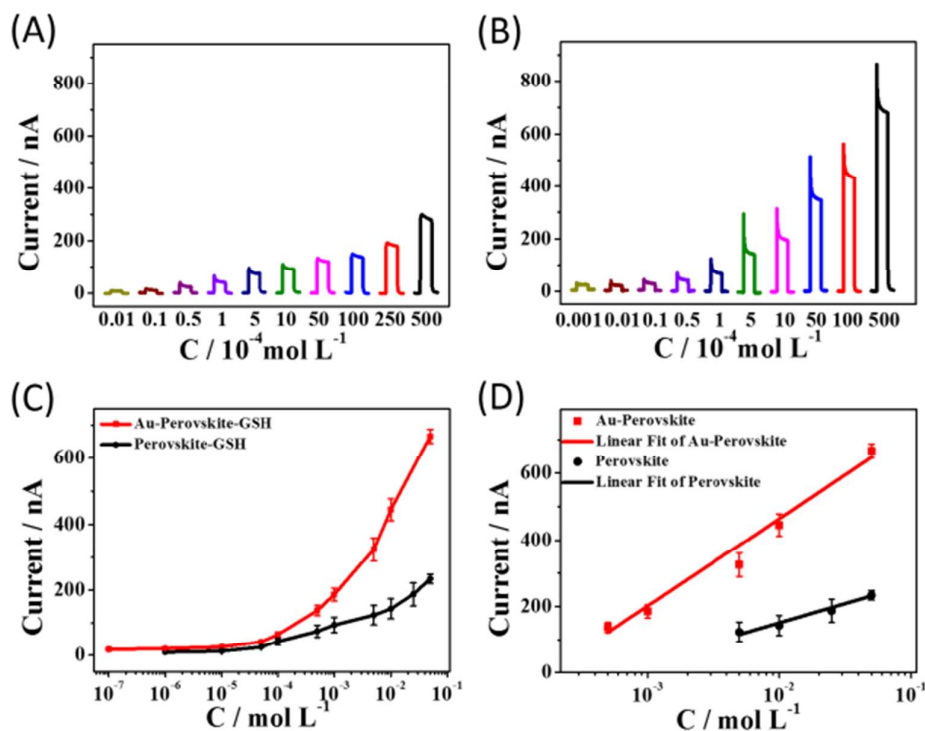 (A)
Current / nA
800
600
400
200
0
0.01 0.1 0.5 1 5 10 50 100 250 500
C / 10⁻⁴mol L⁻¹
(B)
Current / nA
800
600
400
200
0
0.001 0.01 0.1 0.5 1 5 10 50 100 500
C / 10⁻⁴mol L⁻¹
(C)
Au-Perovskite-GSH
Perovskite-GSH
Current / nA
600
400
200
0
10⁻⁷ 10⁻⁶ 10⁻⁵ 10⁻⁴ 10⁻³ 10⁻² 10⁻¹
C / mol L⁻¹
(D)
Au-Perovskite
Linear Fit of Au-Perovskite
Perovskite
Linear Fit of Perovskite
Current / nA
600
400
200
0
10⁻³ 10⁻² 10⁻¹
C / mol L⁻¹